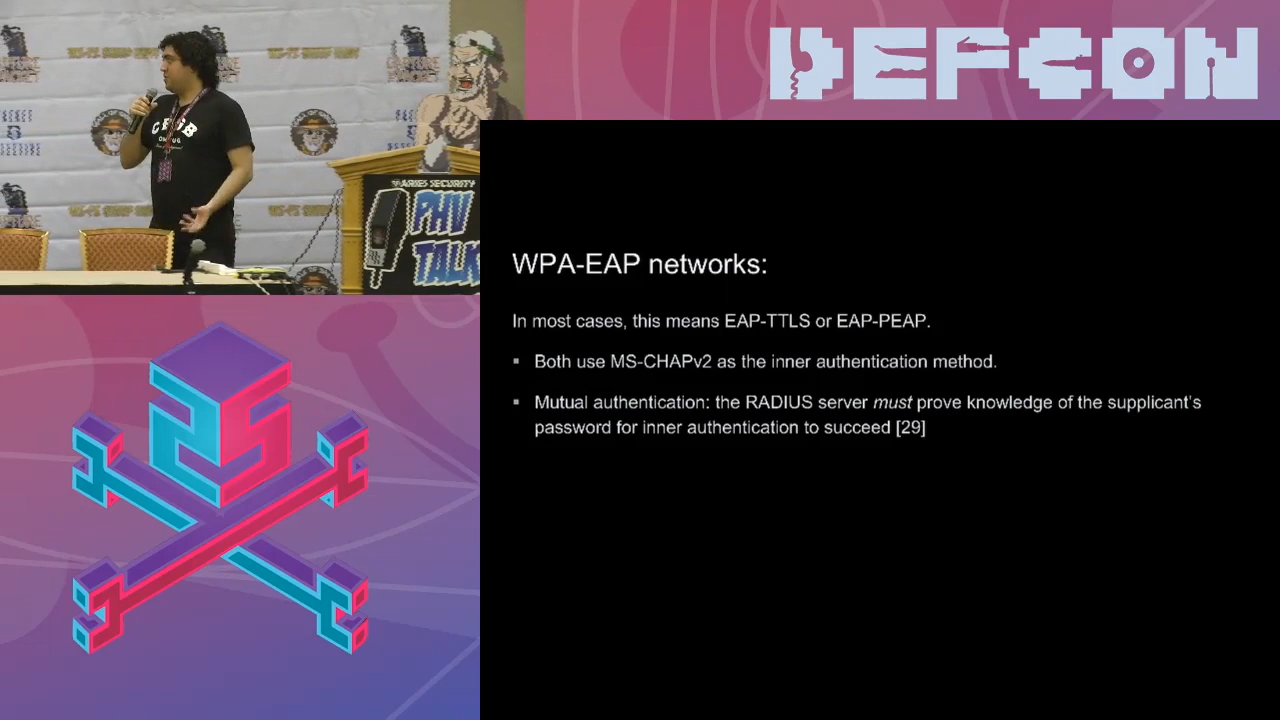 DEFCON
ARIES SECURITY
PHV
TALK
WPA-EAP networks:
In most cases, this means EAP-TTLS or EAP-PEAP.
▪ Both use MS-CHAPv2 as the inner authentication method.
▪ Mutual authentication: the RADIUS server must prove knowledge of the supplicant's
password for inner authentication to succeed [29]